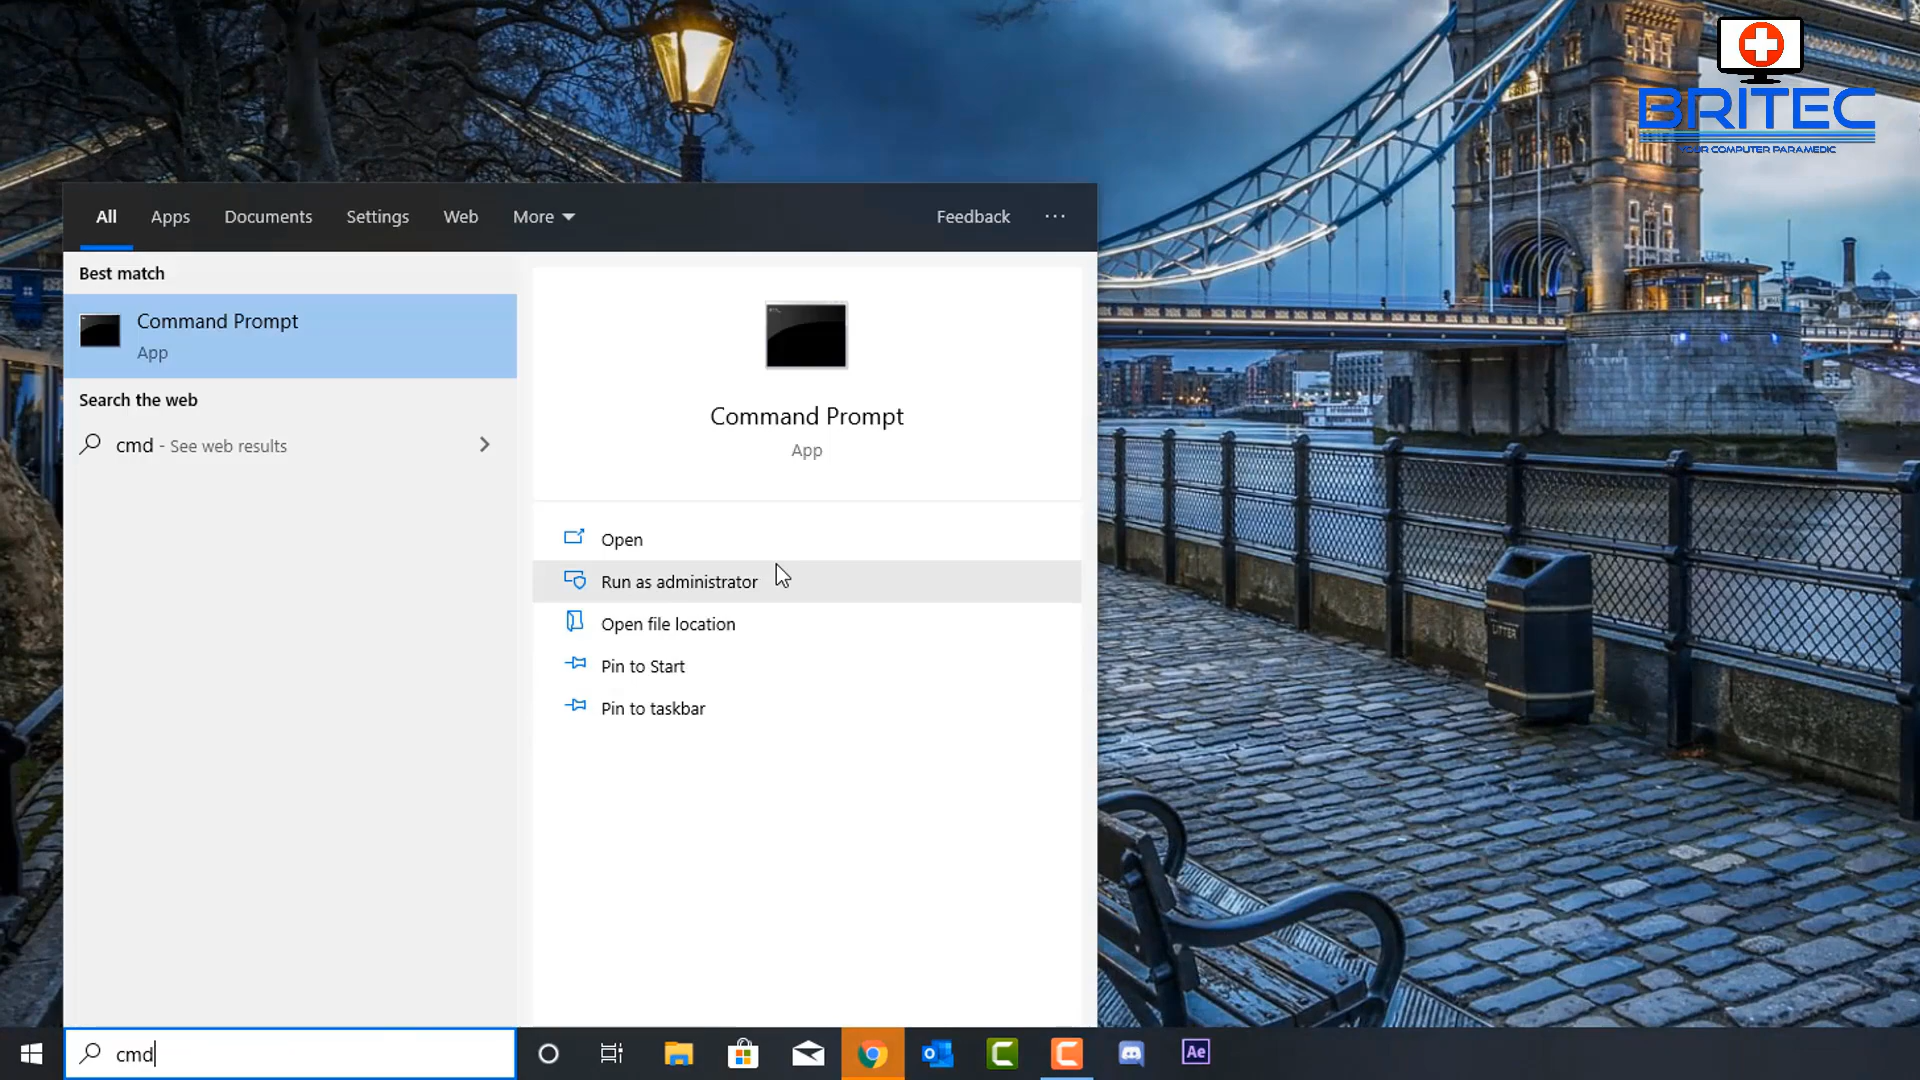 BRITEC
YOUR COMPUTER PARAMEDIC
All Apps Documents Settings Web More Feedback ...
Best match
Command Prompt
App
Search the web
cmd - See web results
Command Prompt
App
Open
Run as administrator
Open file location
Pin to Start
Pin to taskbar
LITTER
cmd
Ae